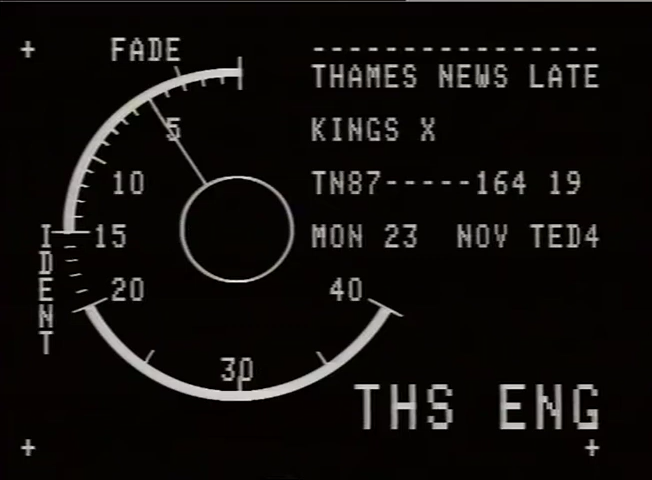 FADE
----------------
THAMES NEWS LATE
5
KINGS X
10
TN87-----164 19
15
MON 23 NOV TED4
IDENT
20
40
30
THS ENG